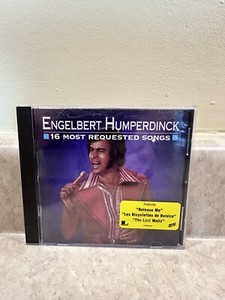 ENGELBERT HUMPERDINCK
16 MOST REQUESTED SONGS
Features:
"Release Me"
"Les Bicyclettes de Belsize"
"The Last Waltz"